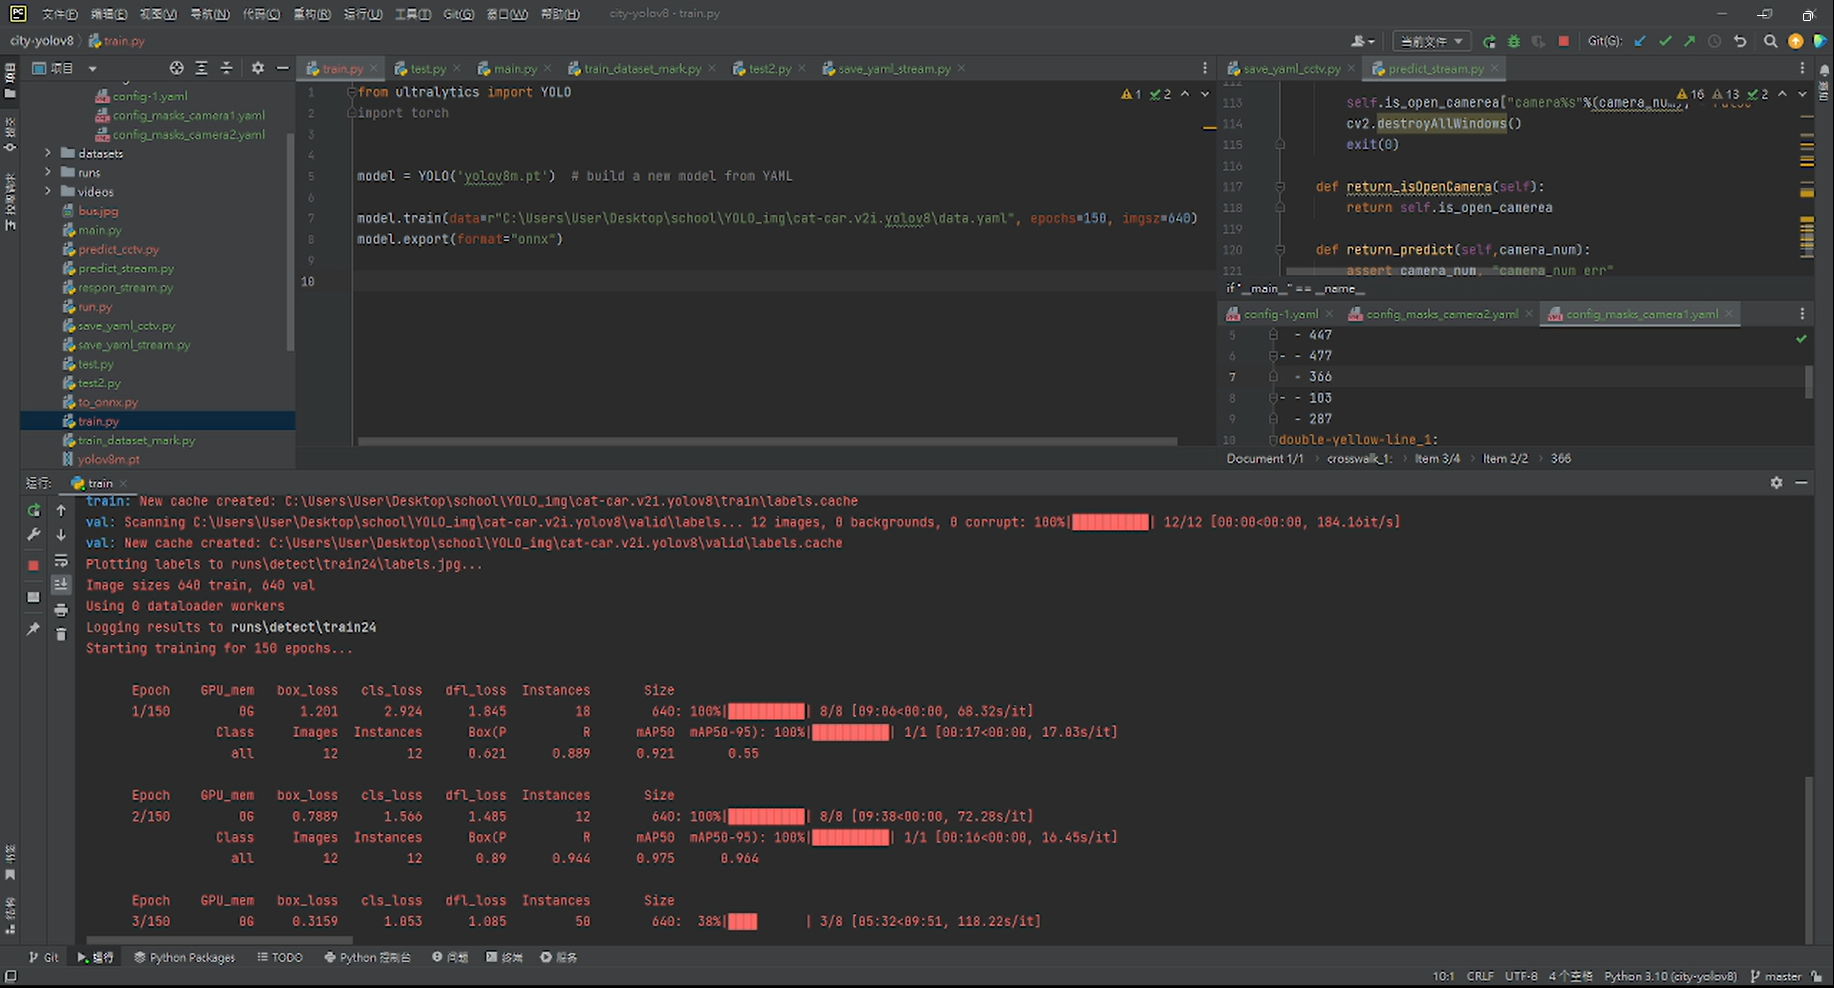 PC 文件(F) 编辑(E) 视图(V) 导航(N) 代码(C) 重构(R) 运行(U) 工具(T) Git(G) 窗口(W) 帮助(H) city-yolov8 - train.py
city-yolov8 train.py 当前文件 Git(G):
项目 train.py test.py main.py train_dataset_mark.py test2.py save_yaml_stream.py save_yaml_cctv.py predict_stream.py
config-1.yaml
config_masks_camera1.yaml
config_masks_camera2.yaml
datasets
runs
videos
bus.jpg
main.py
predict_cctv.py
predict_stream.py
respon_stream.py
run.py
save_yaml_cctv.py
save_yaml_stream.py
test.py
test2.py
to_onnx.py
train.py
train_dataset_mark.py
yolov8m.pt
1 from ultralytics import YOLO
2 import torch
3
4
5 model = YOLO('yolov8m.pt') # build a new model from YAML
6
7 model.train(data=r"C:\Users\User\Desktop\school\YOLO_img\cat-car.v2i.yolov8\data.yaml", epochs=150, imgsz=640)
8 model.export(format="onnx")
9
10
1 2
16 13 2
113 self.is_open_camerea["camera%s"%(camera_num)]
114 cv2.destroyAllWindows()
115 exit(0)
116
117 def return_isOpenCamera(self):
118 return self.is_open_camerea
119
120 def return_predict(self,camera_num):
121 assert camera_num, "camera_num err"
if "__main__" == __name__
config-1.yaml config_masks_camera2.yaml config_masks_camera1.yaml
5 - 447
6 - - 477
7 - 366
8 - - 103
9 - 287
10 double-yellow-line_1:
Document 1/1 crosswalk_1: Item 3/4 Item 2/2 366
运行: train
train: New cache created: C:\Users\User\Desktop\school\YOLO_img\cat-car.v2i.yolov8\train\labels.cache
val: Scanning C:\Users\User\Desktop\school\YOLO_img\cat-car.v2i.yolov8\valid\labels... 12 images, 0 backgrounds, 0 corrupt: 100%|██████████| 12/12 [00:00<00:00, 184.16it/s]
val: New cache created: C:\Users\User\Desktop\school\YOLO_img\cat-car.v2i.yolov8\valid\labels.cache
Plotting labels to runs\detect\train24\labels.jpg...
Image sizes 640 train, 640 val
Using 0 dataloader workers
Logging results to runs\detect\train24
Starting training for 150 epochs...
Epoch GPU_mem box_loss cls_loss dfl_loss Instances Size
1/150 0G 1.201 2.924 1.845 18 640: 100%|██████████| 8/8 [09:06<00:00, 68.32s/it]
Class Images Instances Box(P R mAP50 mAP50-95): 100%|██████████| 1/1 [00:17<00:00, 17.03s/it]
all 12 12 0.621 0.889 0.921 0.55
Epoch GPU_mem box_loss cls_loss dfl_loss Instances Size
2/150 0G 0.7889 1.566 1.485 12 640: 100%|██████████| 8/8 [09:38<00:00, 72.28s/it]
Class Images Instances Box(P R mAP50 mAP50-95): 100%|██████████| 1/1 [00:16<00:00, 16.45s/it]
all 12 12 0.89 0.944 0.975 0.964
Epoch GPU_mem box_loss cls_loss dfl_loss Instances Size
3/150 0G 0.3159 1.053 1.085 50 640: 38%|███▊ | 3/8 [05:32<09:51, 118.22s/it]
Git 运行 Python Packages TODO Python 控制台 问题 终端 服务
10:1 CRLF UTF-8 4 个空格 Python 3.10 (city-yolov8) master